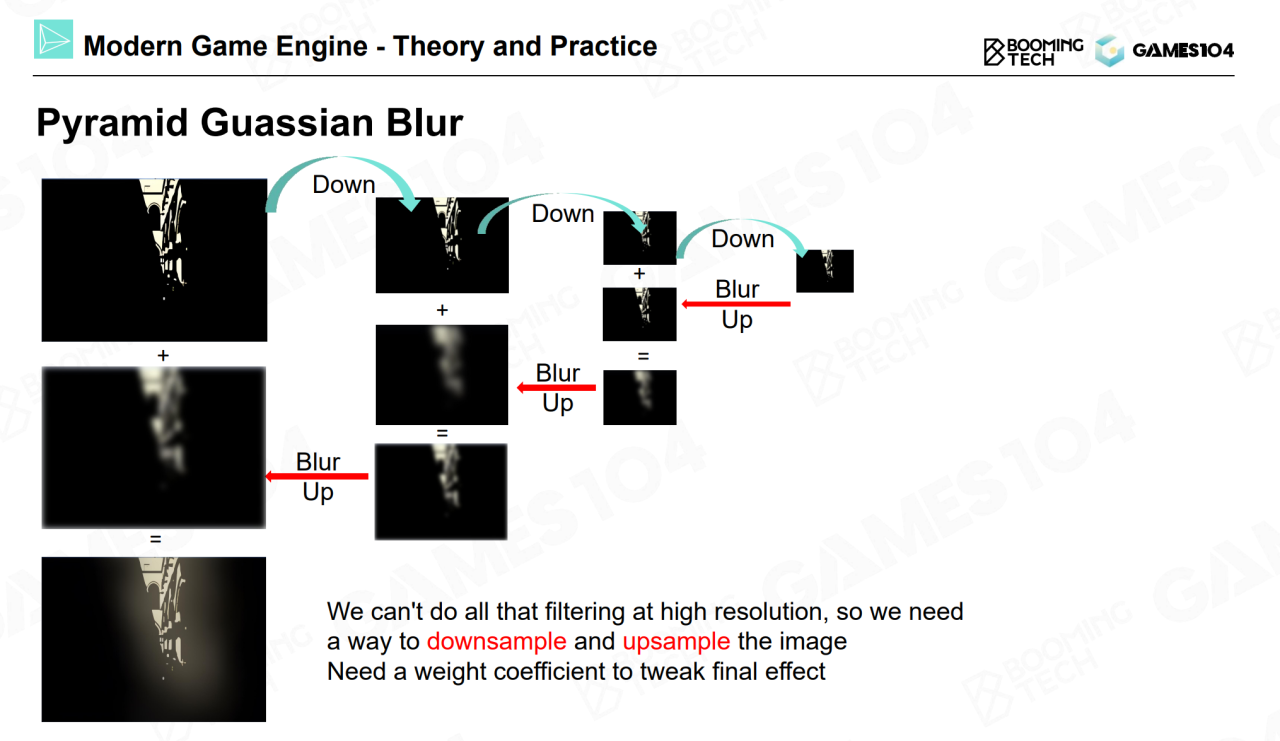 Modern Game Engine - Theory and Practice
BOOMING
TECH
GAMES104
Pyramid Guassian Blur
Down
Down
Down
+
Blur
Up
+
=
Blur
Up
+
=
Blur
Up
=
We can't do all that filtering at high resolution, so we need
a way to downsample and upsample the image
Need a weight coefficient to tweak final effect